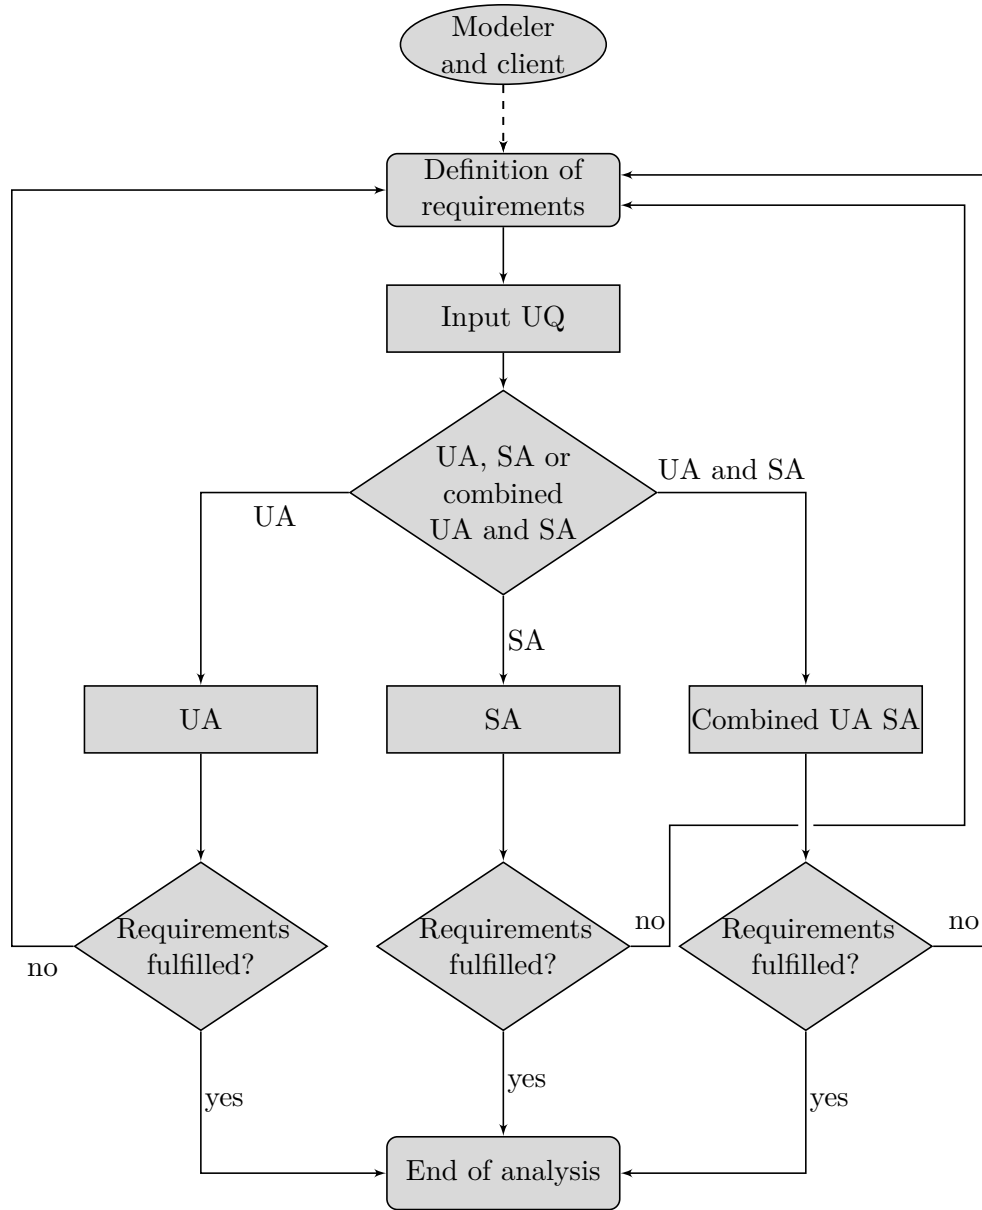 Modeler
and client
Definition of
requirements
Input UQ
UA, SA or
combined
UA and SA
UA
UA and SA
SA
UA
SA
Combined UA SA
Requirements
fulfilled?
no
Requirements
fulfilled?
no
Requirements
fulfilled?
no
yes
yes
yes
End of analysis